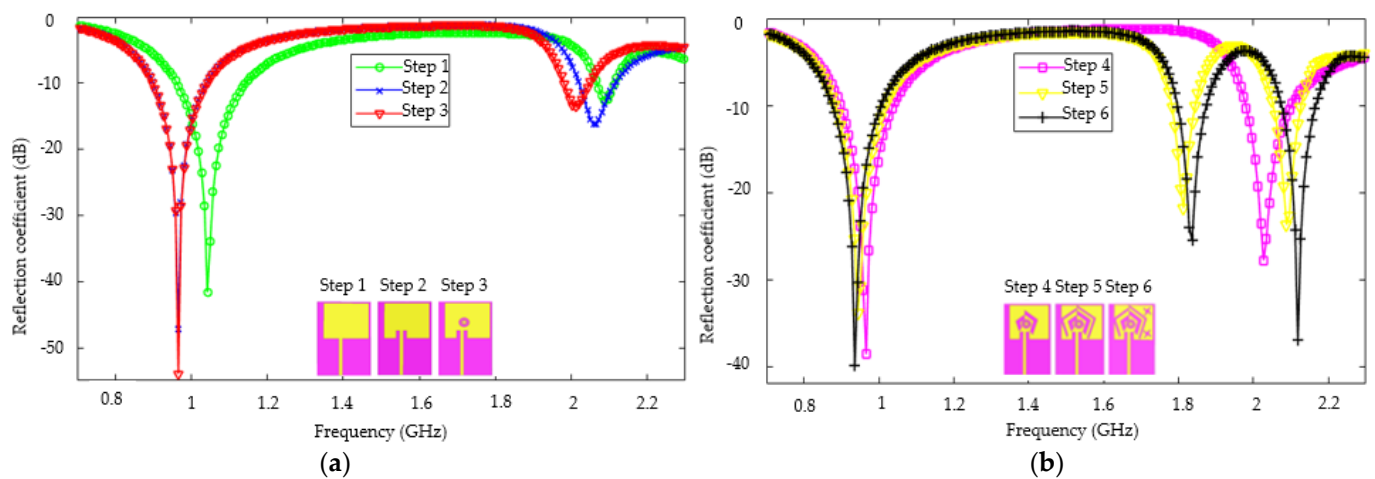 0
-10
-20
-30
-40
-50
Reflection coefficient (dB)
Step 1
Step 2
Step 3
Step 1 Step 2 Step 3
0.8 1 1.2 1.4 1.6 1.8 2 2.2
Frequency (GHz)
(a)
0
-10
-20
-30
-40
Reflection coefficient (dB)
Step 4
Step 5
Step 6
Step 4 Step 5 Step 6
0.8 1 1.2 1.4 1.6 1.8 2 2.2
Frequency (GHz)
(b)